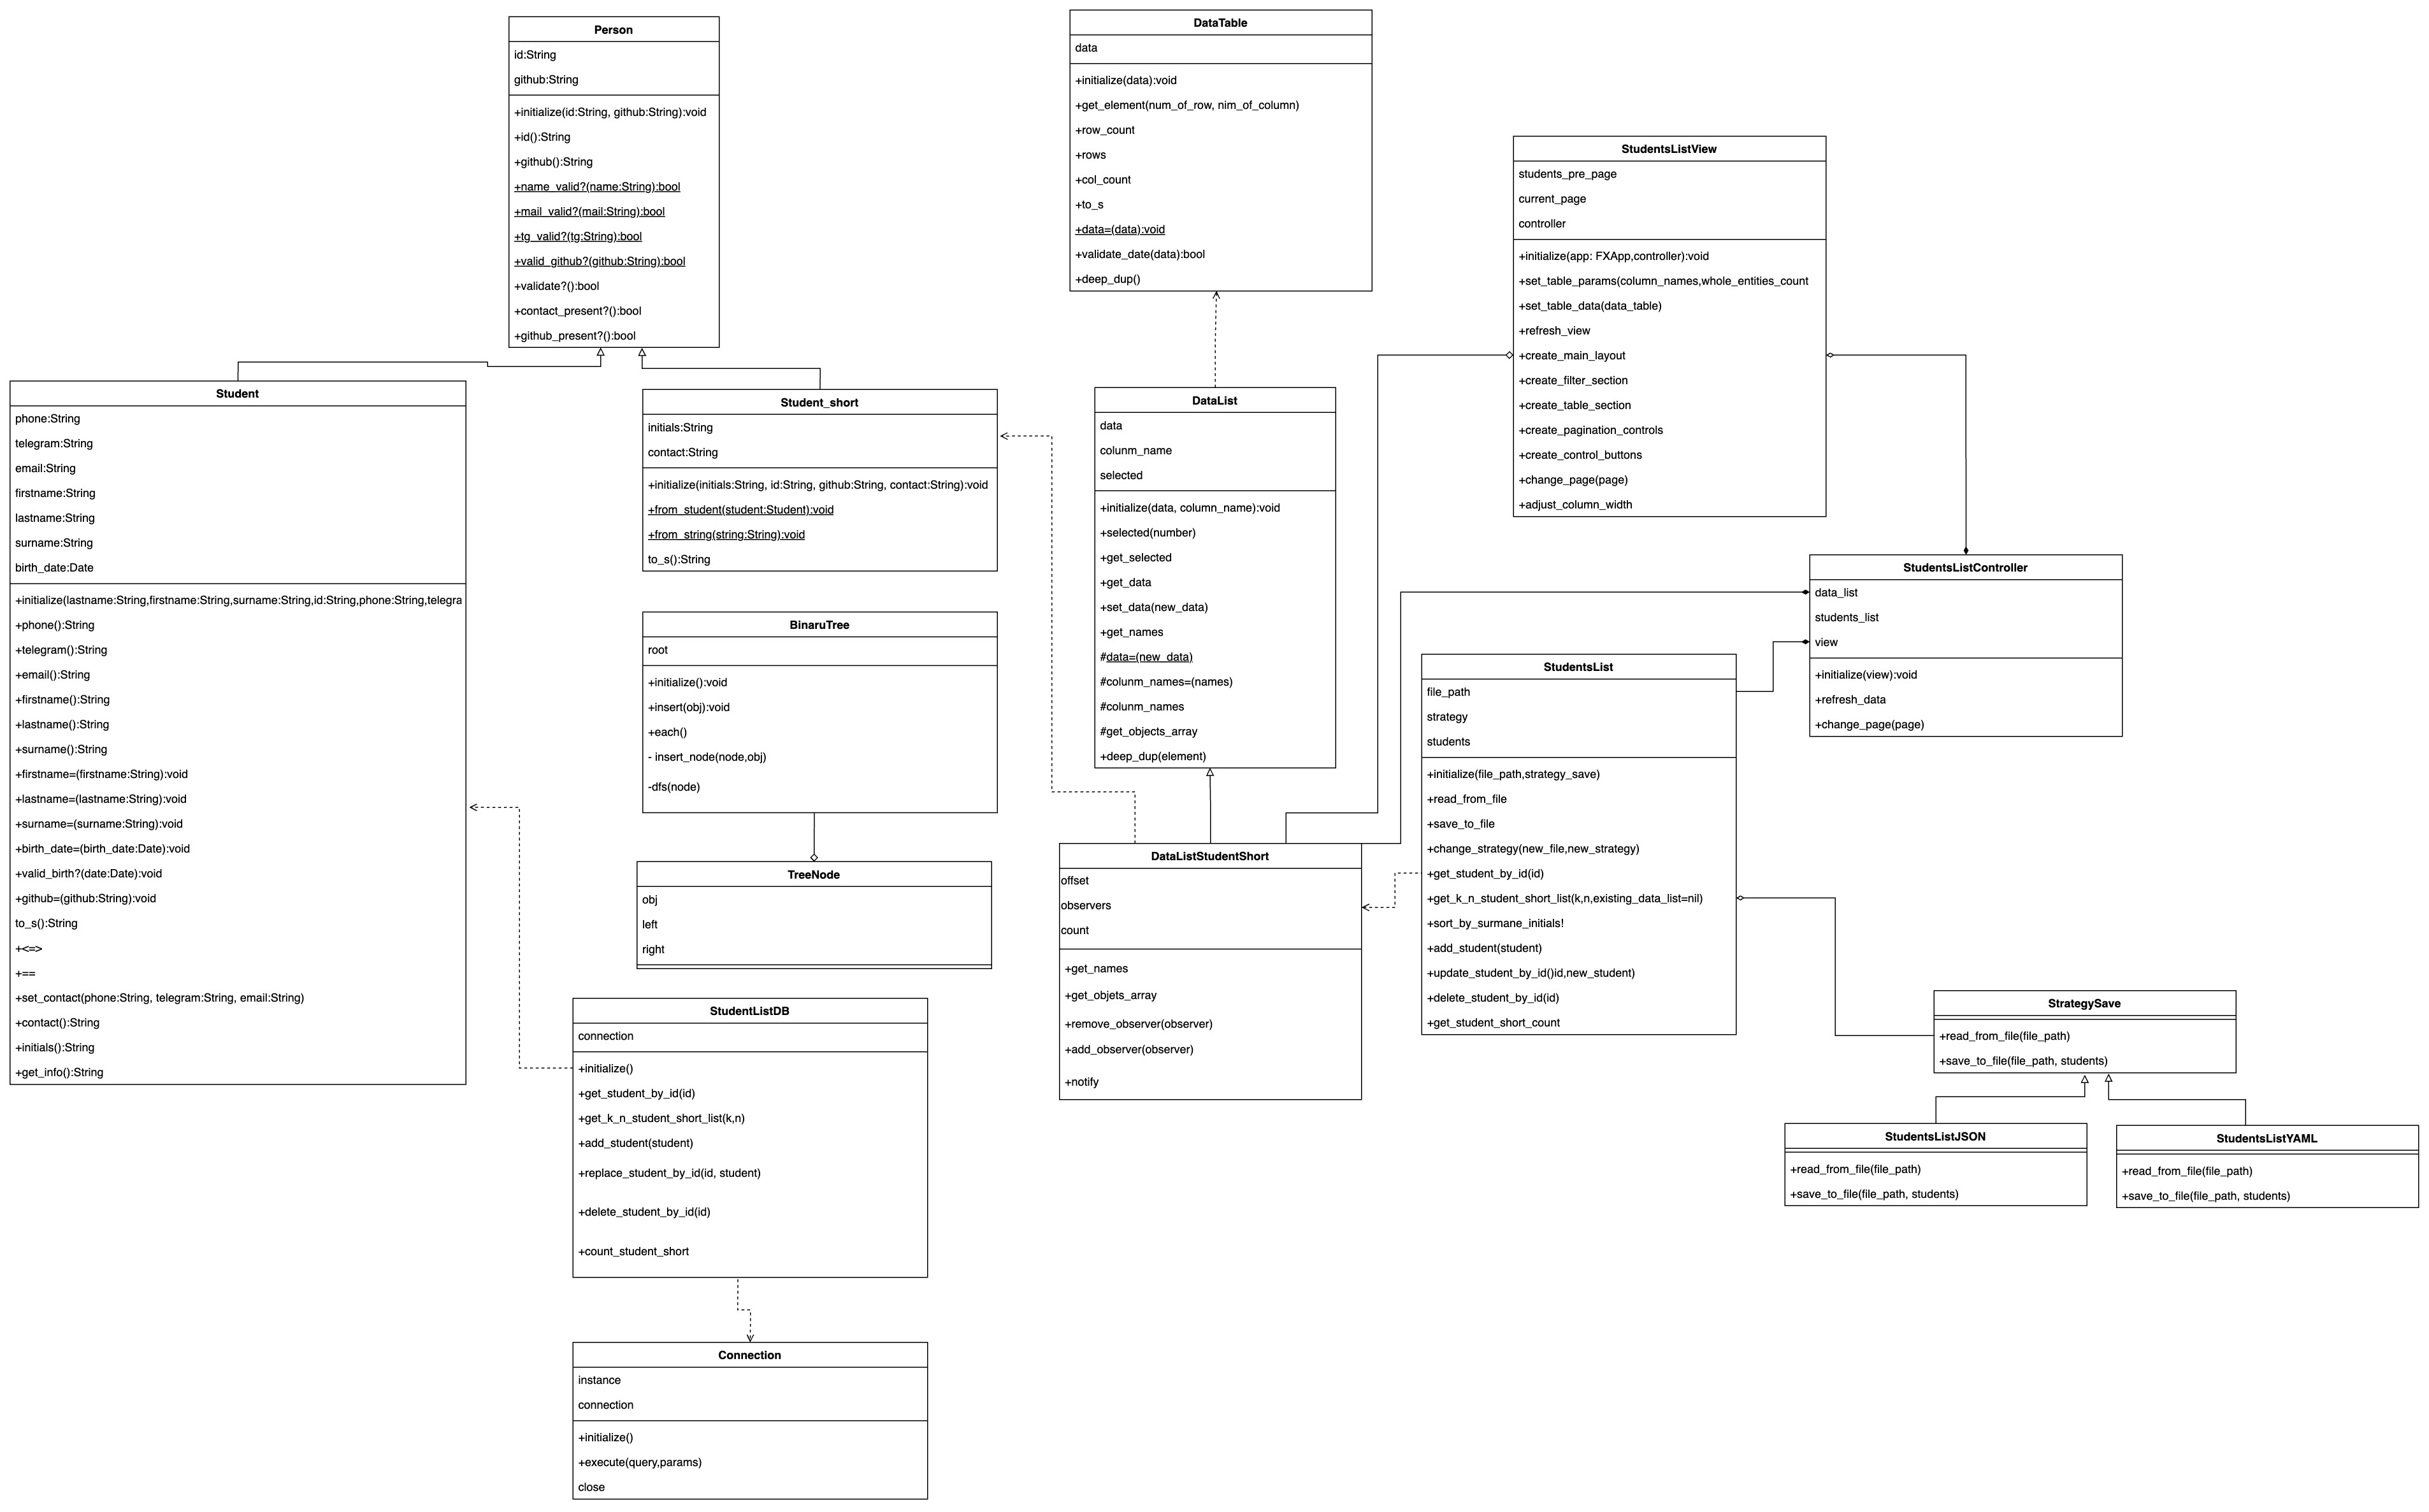 Person
id:String
github:String
+initialize(id:String, github:String):void
+id():String
+github():String
+name_valid?(name:String):bool
+mail_valid?(mail:String):bool
+tg_valid?(tg:String):bool
+valid_github?(github:String):bool
+validate?():bool
+contact_present?():bool
+github_present?():bool
DataTable
data
+initialize(data):void
+get_element(num_of_row, nim_of_column)
+row_count
+rows
+col_count
+to_s
+data=(data):void
+validate_date(data):bool
+deep_dup()
StudentsListView
students_pre_page
current_page
controller
+initialize(app: FXApp,controller):void
+set_table_params(column_names,whole_entities_count
+set_table_data(data_table)
+refresh_view
+create_main_layout
+create_filter_section
+create_table_section
+create_pagination_controls
+create_control_buttons
+change_page(page)
+adjust_column_width
Student
phone:String
telegram:String
email:String
firstname:String
lastname:String
surname:String
birth_date:Date
+initialize(lastname:String,firstname:String,surname:String,id:String,phone:String,telegra
+phone():String
+telegram():String
+email():String
+firstname():String
+lastname():String
+surname():String
+firstname=(firstname:String):void
+lastname=(lastname:String):void
+surname=(surname:String):void
+birth_date=(birth_date:Date):void
+valid_birth?(date:Date):void
+github=(github:String):void
to_s():String
+<=>
+==
+set_contact(phone:String, telegram:String, email:String)
+contact():String
+initials():String
+get_info():String
Student_short
initials:String
contact:String
+initialize(initials:String, id:String, github:String, contact:String):void
+from_student(student:Student):void
+from_string(string:String):void
to_s():String
DataList
data
colunm_name
selected
+initialize(data, column_name):void
+selected(number)
+get_selected
+get_data
+set_data(new_data)
+get_names
#data=(new_data)
#colunm_names=(names)
#colunm_names
#get_objects_array
+deep_dup(element)
StudentsListController
data_list
students_list
view
+initialize(view):void
+refresh_data
+change_page(page)
BinaruTree
root
+initialize():void
+insert(obj):void
+each()
- insert_node(node,obj)
-dfs(node)
StudentsList
file_path
strategy
students
+initialize(file_path,strategy_save)
+read_from_file
+save_to_file
+change_strategy(new_file,new_strategy)
+get_student_by_id(id)
+get_k_n_student_short_list(k,n,existing_data_list=nil)
+sort_by_surmane_initials!
+add_student(student)
+update_student_by_id()id,new_student)
+delete_student_by_id(id)
+get_student_short_count
DataListStudentShort
offset
observers
count
+get_names
+get_objets_array
+remove_observer(observer)
+add_observer(observer)
+notify
TreeNode
obj
left
right
StudentListDB
connection
+initialize()
+get_student_by_id(id)
+get_k_n_student_short_list(k,n)
+add_student(student)
+replace_student_by_id(id, student)
+delete_student_by_id(id)
+count_student_short
StrategySave
+read_from_file(file_path)
+save_to_file(file_path, students)
StudentsListJSON
+read_from_file(file_path)
+save_to_file(file_path, students)
StudentsListYAML
+read_from_file(file_path)
+save_to_file(file_path, students)
Connection
instance
connection
+initialize()
+execute(query,params)
close